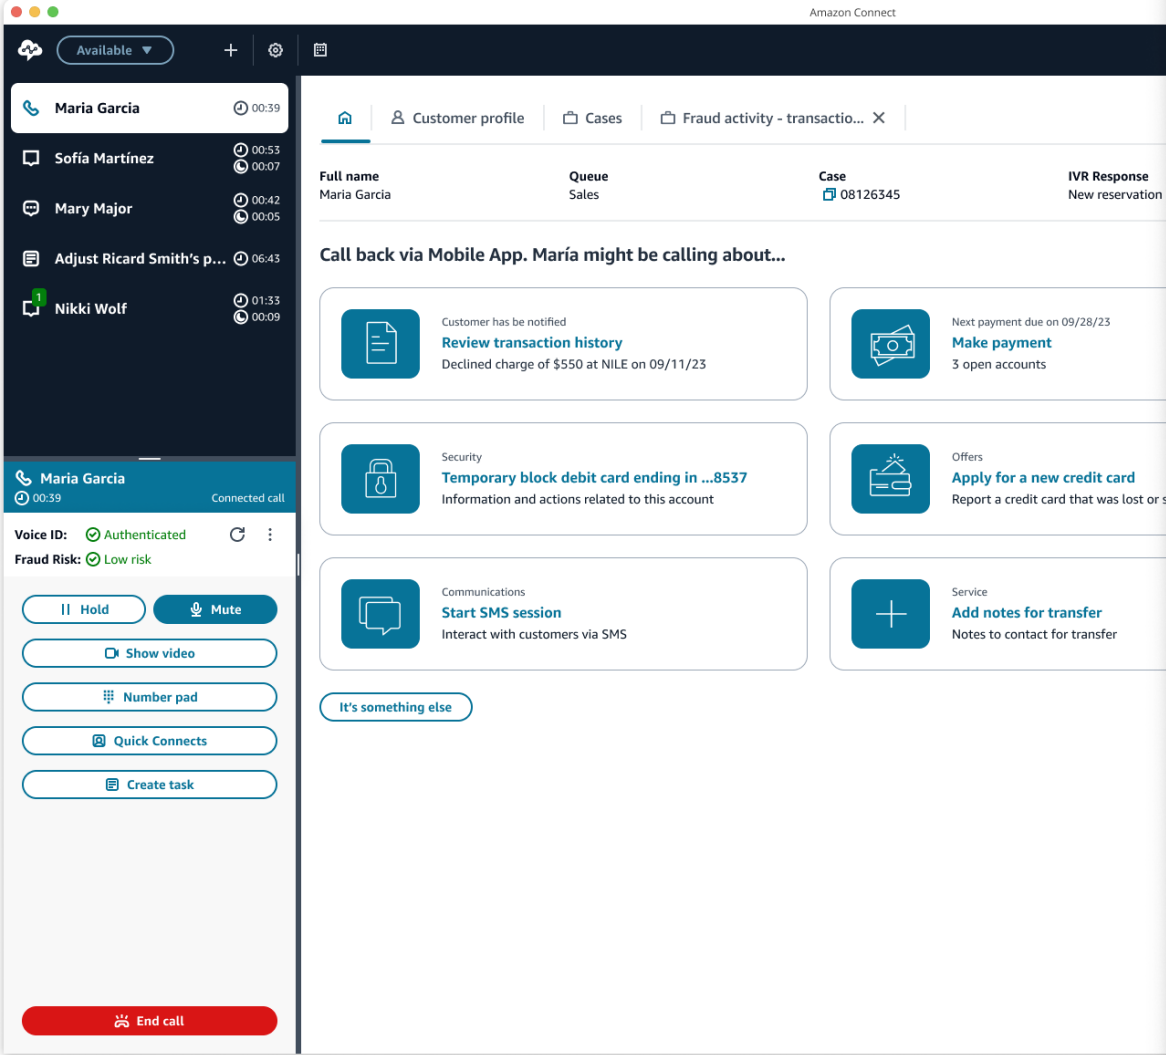 Amazon Connect
Available
Maria Garcia 00:39
Sofía Martínez 00:53
00:07
Mary Major 00:42
00:05
Adjust Ricard Smith's p... 06:43
1
Nikki Wolf 01:33
00:09
Maria Garcia
00:39 Connected call
Voice ID: Authenticated
Fraud Risk: Low risk
Hold Mute
Show video
Number pad
Quick Connects
Create task
End call
Customer profile Cases Fraud activity - transactio...
Full name Queue Case IVR Response
Maria Garcia Sales 08126345 New reservation
Call back via Mobile App. María might be calling about...
Customer has be notified
Review transaction history
Declined charge of $550 at NILE on 09/11/23
Next payment due on 09/28/23
Make payment
3 open accounts
Security
Temporary block debit card ending in ...8537
Information and actions related to this account
Offers
Apply for a new credit card
Report a credit card that was lost or s
Communications
Start SMS session
Interact with customers via SMS
Service
Add notes for transfer
Notes to contact for transfer
It's something else